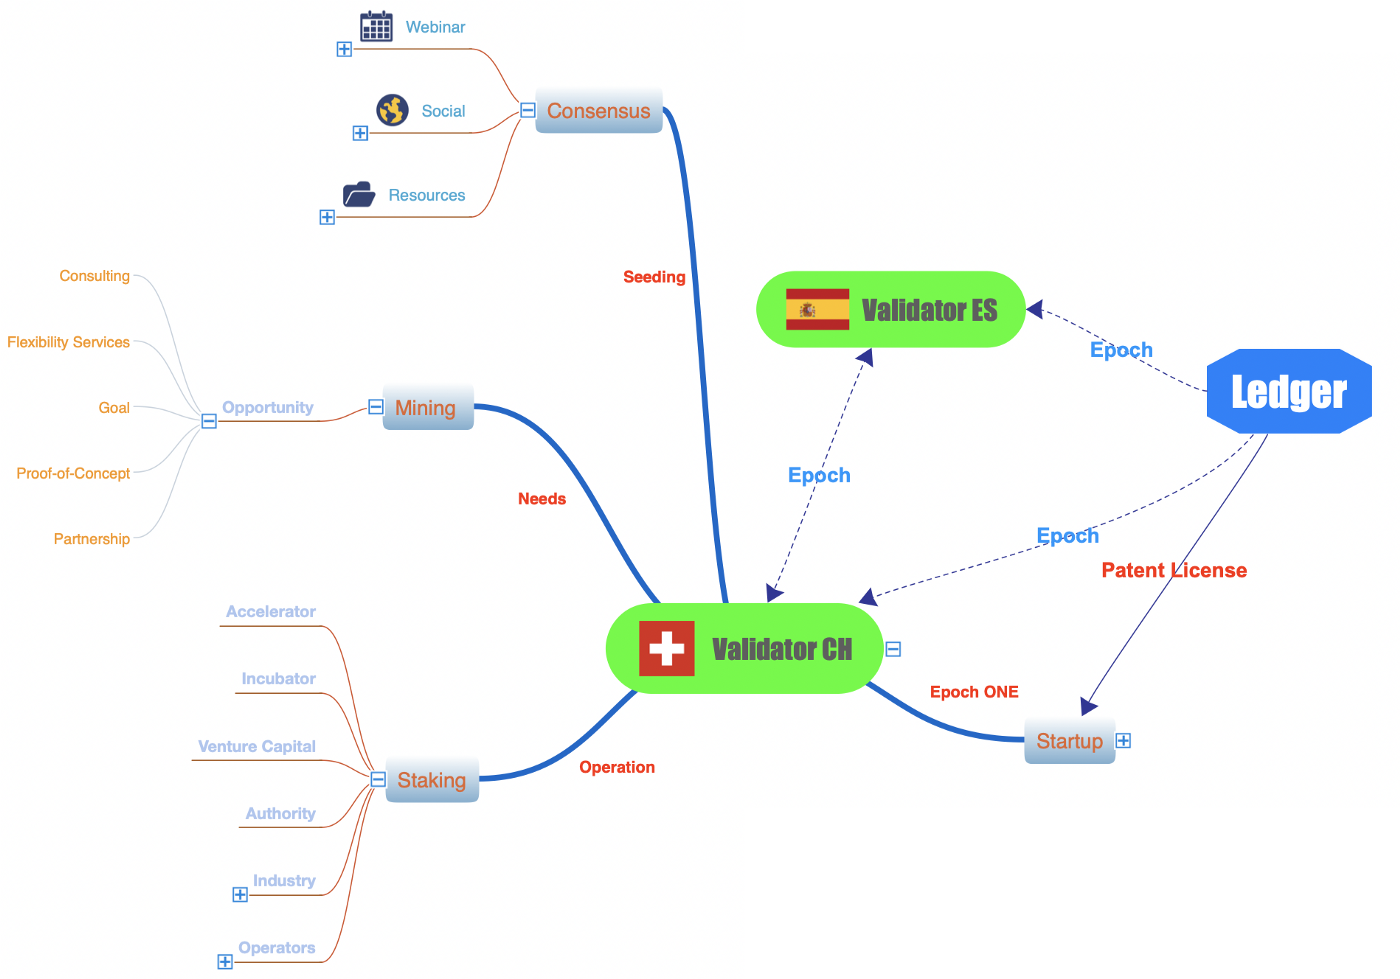 Webinar
Consensus
Social
Resources
Seeding
Consulting
Flexibility Services
Goal
Proof-of-Concept
Partnership
Opportunity
Mining
Needs
Validator ES
Epoch
Ledger
Epoch
Epoch
Patent License
Validator CH
Epoch ONE
Startup
Operation
Staking
Accelerator
Incubator
Venture Capital
Authority
Industry
Operators